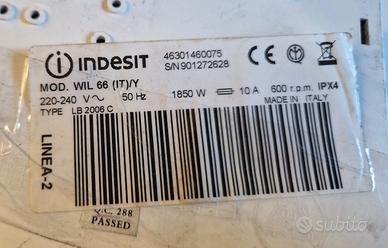 INDESIT
46301460075
S/N 901272628
MOD. WIL 66 (IT)/Y
220-240 V 50 Hz 1850 W 10 A 600 r.p.m. IPX4
TYPE LB 2006 C MADE IN ITALY
LINEA-2
Q.C. 288
PASSED
subito